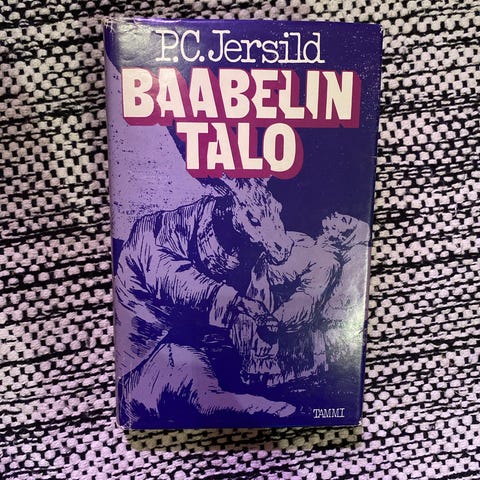 P.C. Jersild
BAABELIN
TALO
TAMMI